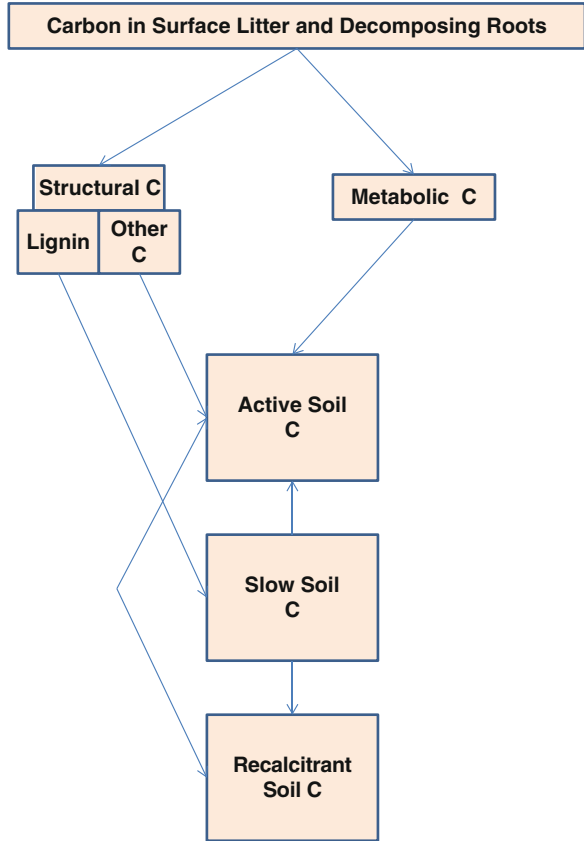 Carbon in Surface Litter and Decomposing Roots
Structural C
Metabolic C
Lignin
Other
C
Active Soil
C
Slow Soil
C
Recalcitrant
Soil C